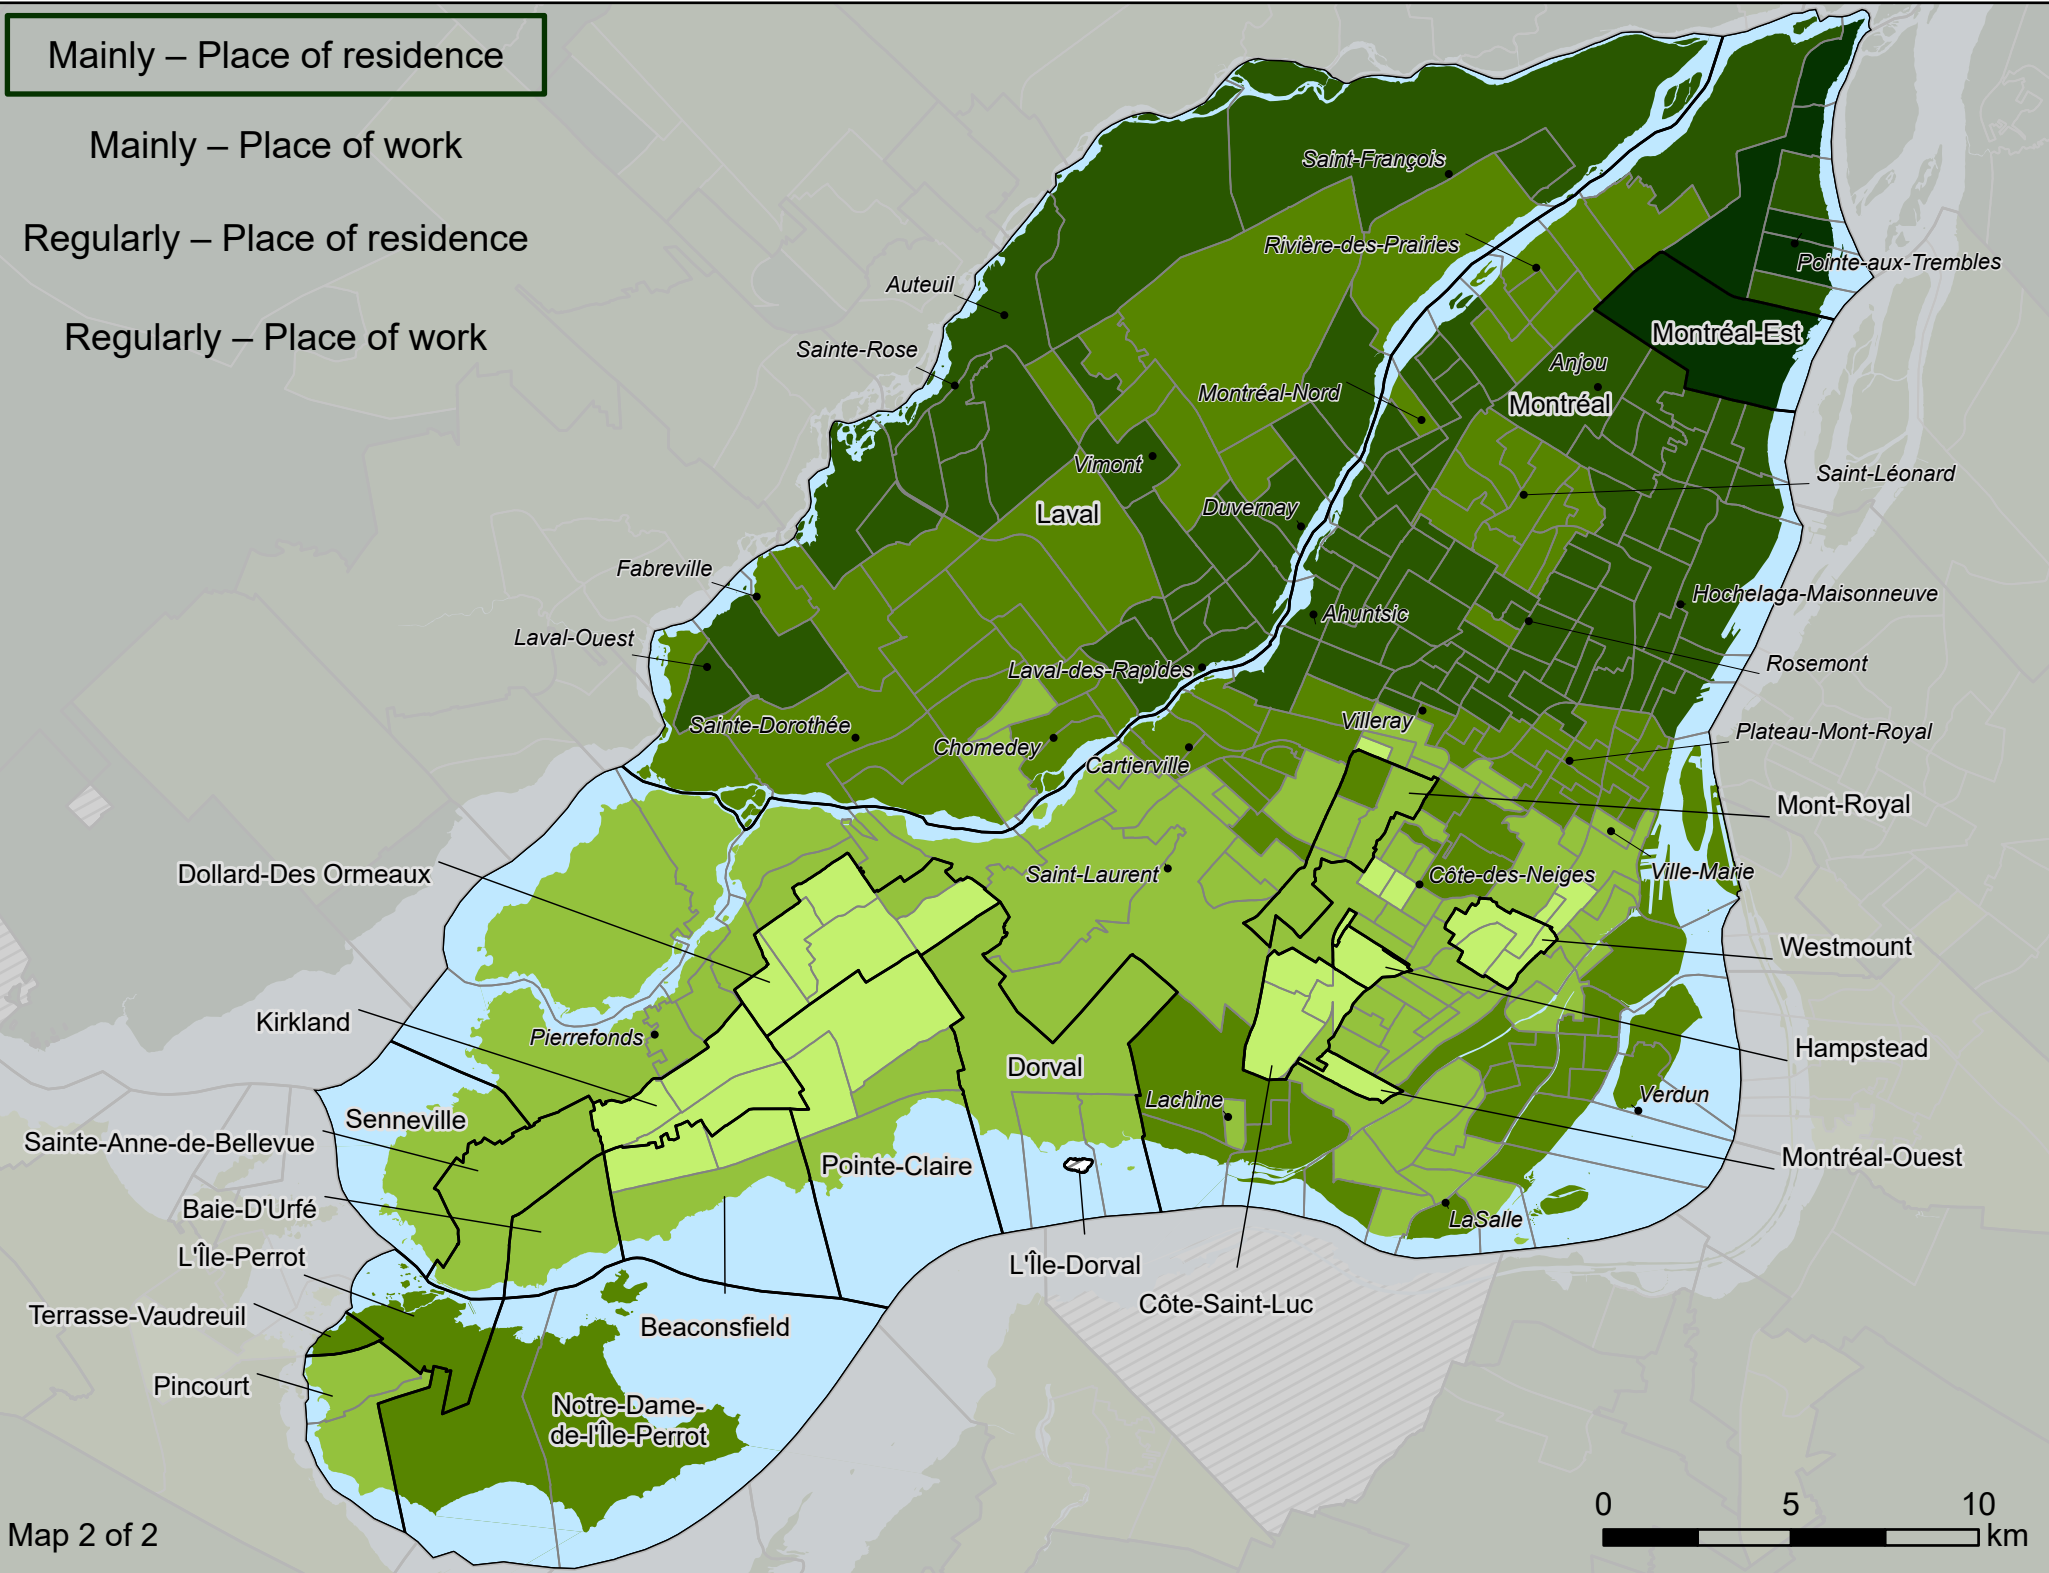 Mainly – Place of residence
Mainly – Place of work
Regularly – Place of residence
Regularly – Place of work
Saint-François
Rivière-des-Prairies
Pointe-aux-Trembles
Auteuil
Montréal-Est
Sainte-Rose
Anjou
Montréal-Nord
Montréal
Vimont
Saint-Léonard
Laval
Duvernay
Fabreville
Hochelaga-Maisonneuve
Ahuntsic
Laval-Ouest
Laval-des-Rapides
Rosemont
Sainte-Dorothée
Villeray
Plateau-Mont-Royal
Chomedey
Cartierville
Mont-Royal
Dollard-Des Ormeaux
Saint-Laurent
Côte-des-Neiges
Ville-Marie
Westmount
Kirkland
Pierrefonds
Hampstead
Dorval
Verdun
Lachine
Senneville
Sainte-Anne-de-Bellevue
Pointe-Claire
Montréal-Ouest
Baie-D'Urfé
LaSalle
L'Île-Perrot
L'Île-Dorval
Côte-Saint-Luc
Terrasse-Vaudreuil
Beaconsfield
Pincourt
Notre-Dame-
de-l'Île-Perrot
0 5 10
km
Map 2 of 2